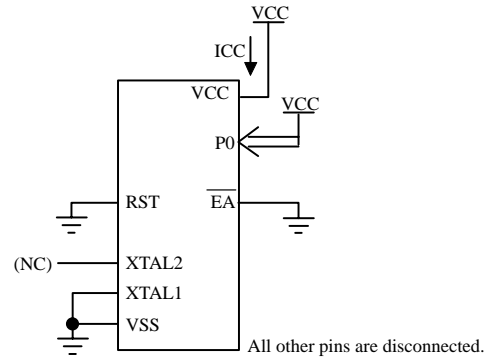 VCC
ICC
VCC
VCC
P0
RST
EA
(NC)
XTAL2
XTAL1
VSS
All other pins are disconnected.